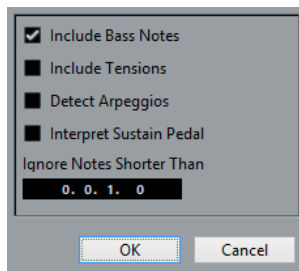 Include Bass Notes
Include Tensions
Detect Arpeggios
Interpret Sustain Pedal
Ignore Notes Shorter Than
0. 0. 1. 0
OK Cancel